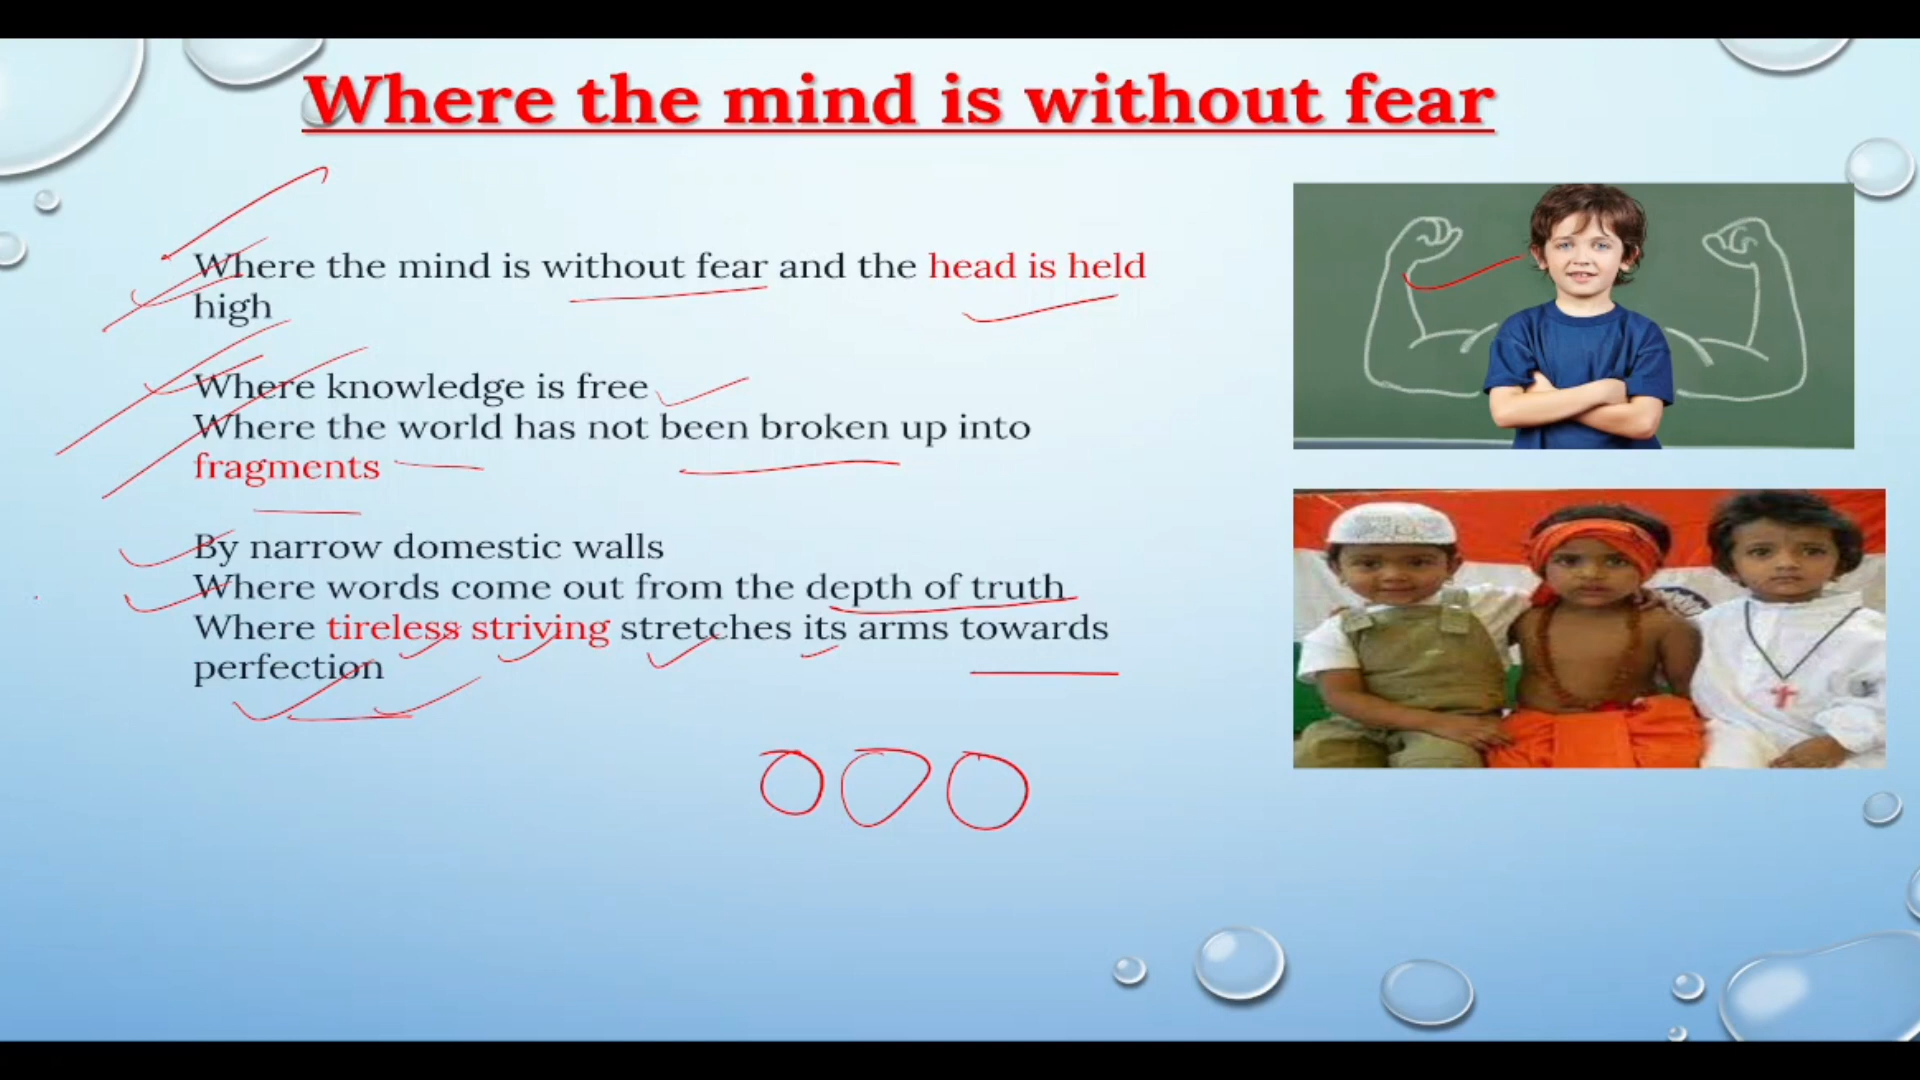 Where the mind is without fear
Where the mind is without fear and the head is held
high
Where knowledge is free
Where the world has not been broken up into
fragments
By narrow domestic walls
Where words come out from the depth of truth
Where tireless striving stretches its arms towards
perfection